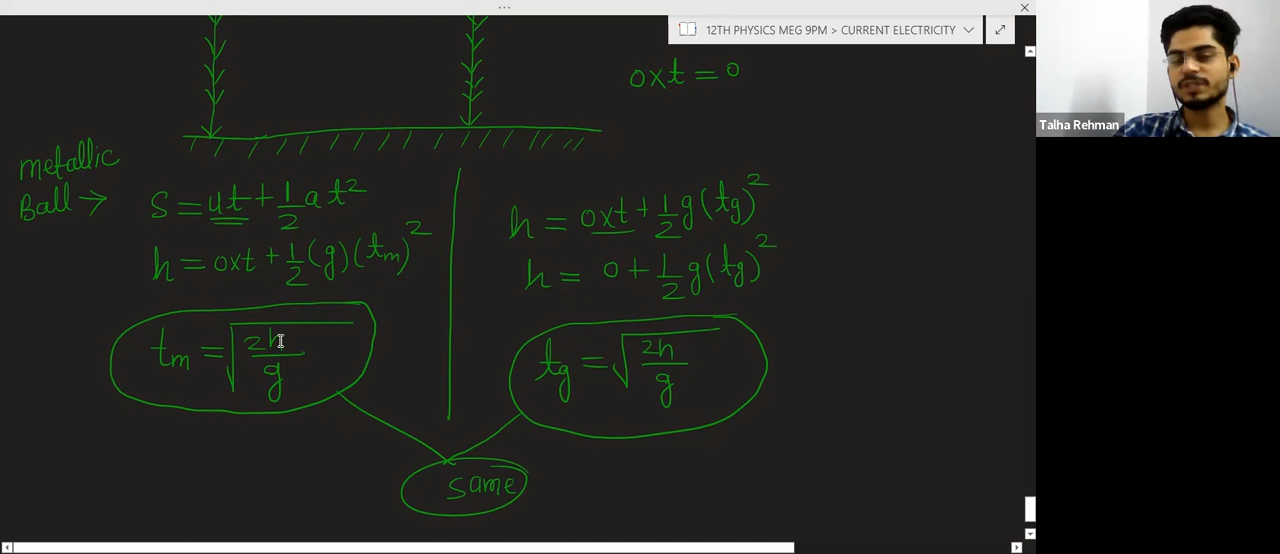 12TH PHYSICS MEG 9PM > CURRENT ELECTRICITY
0xt = 0
Talha Rehman
metallic
Ball →
S = ut + 1/2 at²
h = 0xt + 1/2 (g)(tm)²
tm = √2h/g
h = 0xt + 1/2 g(tg)²
h = 0 + 1/2 g(tg)²
tg = √2h/g
same